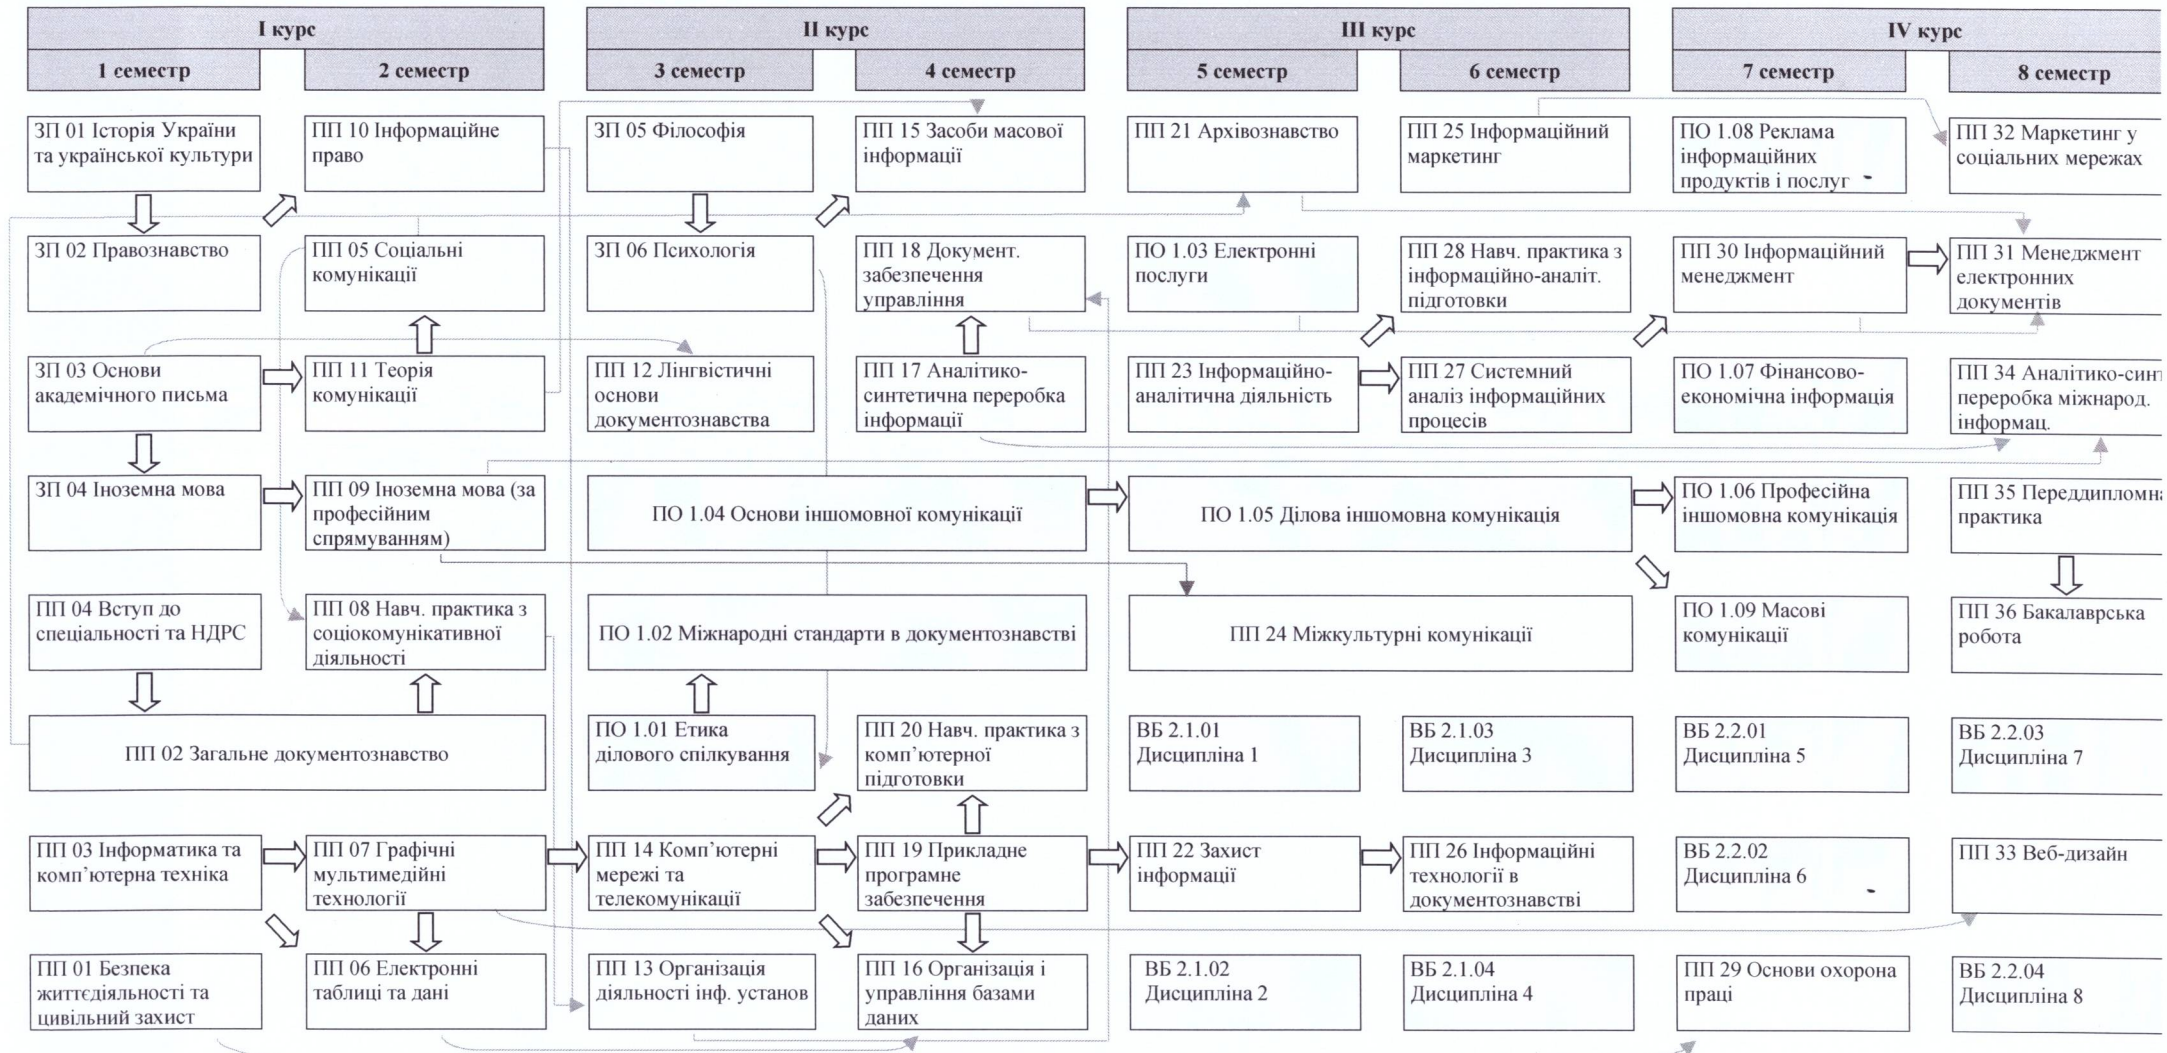 I курс
II курс
III курс
IV курс
1 семестр
2 семестр
3 семестр
4 семестр
5 семестр
6 семестр
7 семестр
8 семестр
ЗП 01 Історія України
та української культури
ПП 10 Інформаційне
право
ЗП 05 Філософія
ПП 15 Засоби масової
інформації
ПП 21 Архівознавство
ПП 25 Інформаційний
маркетинг
ПО 1.08 Реклама
інформаційних
продуктів і послуг
ПП 32 Маркетинг у
соціальних мережах
ЗП 02 Правознавство
ПП 05 Соціальні
комунікації
ЗП 06 Психологія
ПП 18 Документ.
забезпечення
управління
ПО 1.03 Електронні
послуги
ПП 28 Навч. практика з
інформаційно-аналіт.
підготовки
ПП 30 Інформаційний
менеджмент
ПП 31 Менеджмент
електронних
документів
ЗП 03 Основи
академічного письма
ПП 11 Теорія
комунікації
ПП 12 Лінгвістичні
основи
документознавства
ПП 17 Аналітико-
синтетична переробка
інформації
ПП 23 Інформаційно-
аналітична діяльність
ПП 27 Системний
аналіз інформаційних
процесів
ПО 1.07 Фінансово-
економічна інформація
ПП 34 Аналітико-синт
переробка міжнарод.
інформац.
ЗП 04 Іноземна мова
ПП 09 Іноземна мова (за
професійним
спрямуванням)
ПО 1.04 Основи іншомовної комунікації
ПО 1.05 Ділова іншомовна комунікація
ПО 1.06 Професійна
іншомовна комунікація
ПП 35 Переддипломна
практика
ПП 04 Вступ до
спеціальності та НДРС
ПП 08 Навч. практика з
соціокомунікативної
діяльності
ПО 1.02 Міжнародні стандарти в документознавстві
ПП 24 Міжкультурні комунікації
ПО 1.09 Масові
комунікації
ПП 36 Бакалаврська
робота
ПП 02 Загальне документознавство
ПО 1.01 Етика
ділового спілкування
ПП 20 Навч. практика з
комп’ютерної
підготовки
ВБ 2.1.01
Дисципліна 1
ВБ 2.1.03
Дисципліна 3
ВБ 2.2.01
Дисципліна 5
ВБ 2.2.03
Дисципліна 7
ПП 03 Інформатика та
комп’ютерна техніка
ПП 07 Графічні
мультимедійні
технології
ПП 14 Комп’ютерні
мережі та
телекомунікації
ПП 19 Прикладне
програмне
забезпечення
ПП 22 Захист
інформації
ПП 26 Інформаційні
технології в
документознавстві
ВБ 2.2.02
Дисципліна 6
ПП 33 Веб-дизайн
ПП 01 Безпека
життєдіяльності та
цивільний захист
ПП 06 Електронні
таблиці та дані
ПП 13 Організація
діяльності інф. установ
ПП 16 Організація і
управління базами
даних
ВБ 2.1.02
Дисципліна 2
ВБ 2.1.04
Дисципліна 4
ПП 29 Основи охорона
праці
ВБ 2.2.04
Дисципліна 8